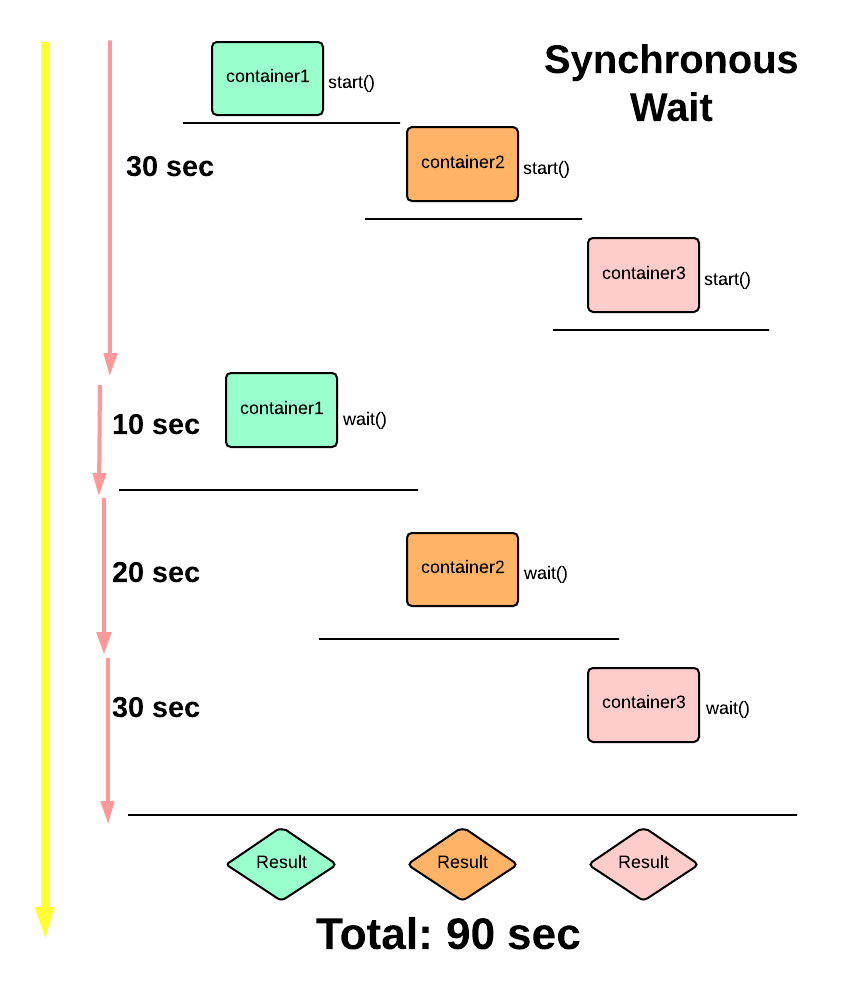 Synchronous
Wait
container1 start()
30 sec
container2 start()
container3 start()
10 sec
container1 wait()
20 sec
container2 wait()
30 sec
container3 wait()
Result Result Result
Total: 90 sec